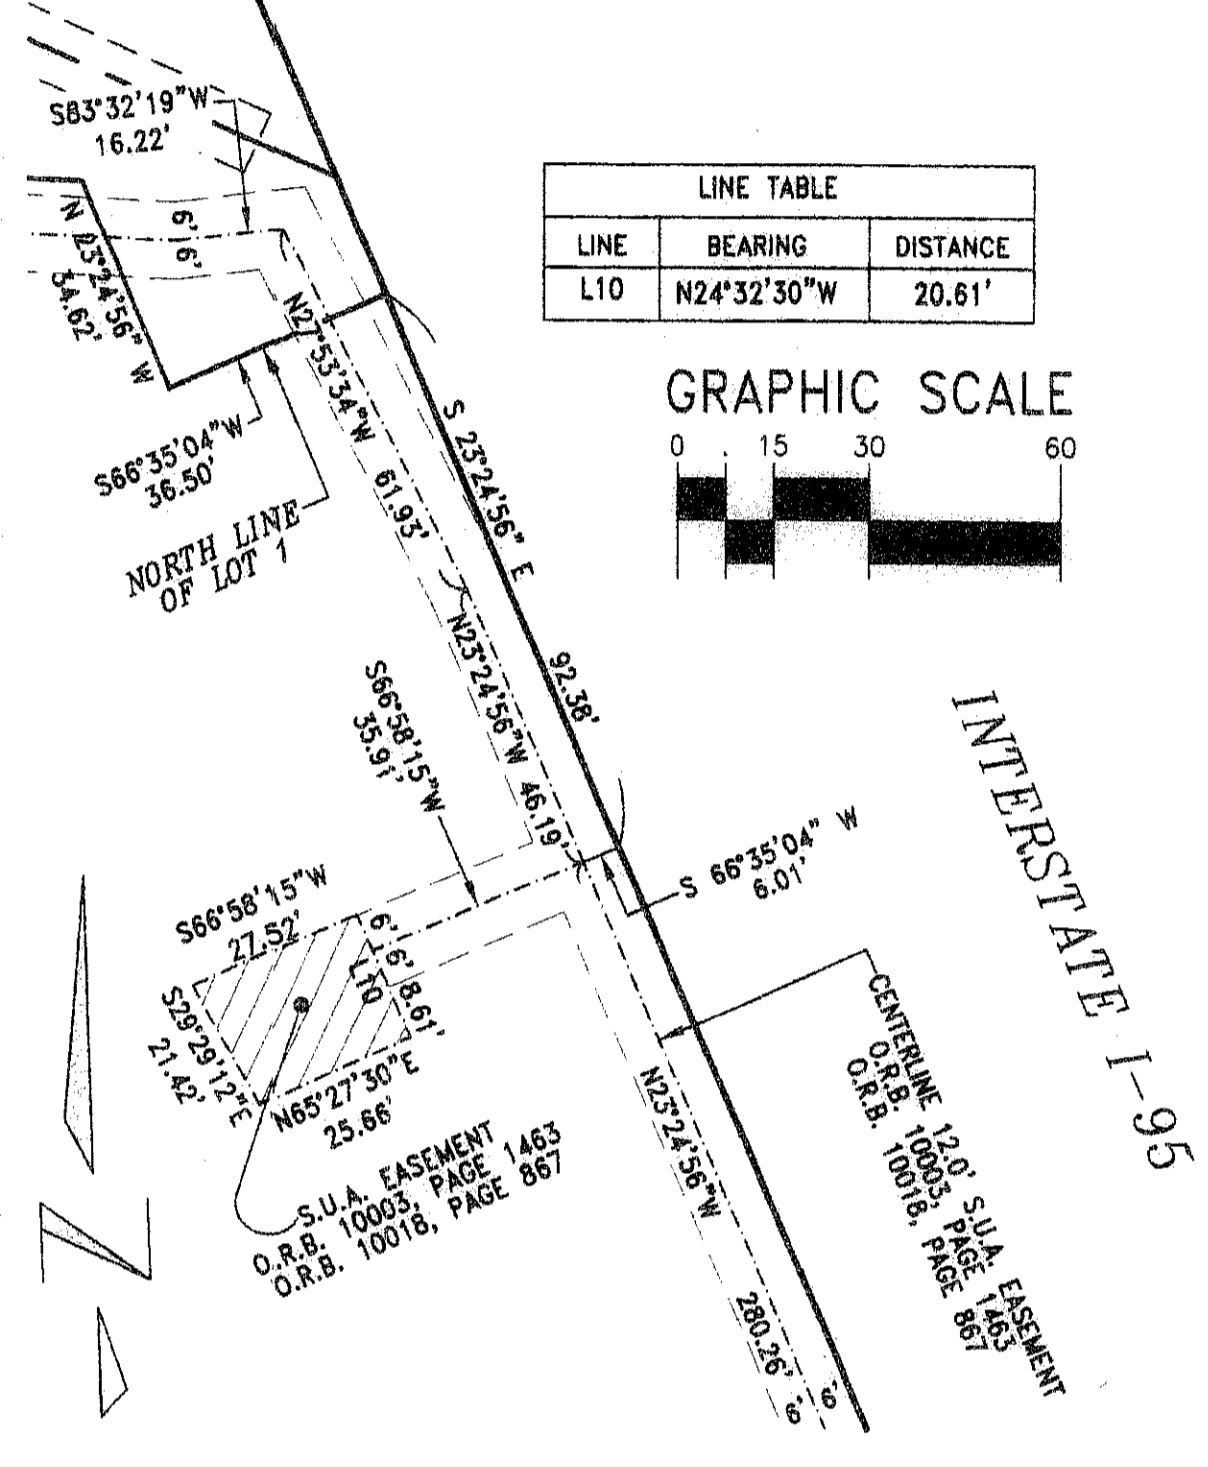 S83°32'19"W
16.22'
LINE TABLE
LINE BEARING DISTANCE
L10 N24°32'30"W 20.61'
N 23°24'56" W
34.62'
6' 6'
GRAPHIC SCALE
0 15 30 60
N27°53'34"W 61.93'
S 23°24'56" E 92.38'
S66°35'04"W
36.50'
NORTH LINE
OF LOT 1
N23°24'56"W 46.19'
S66°58'15"W
35.91'
INTERSTATE I-95
S 66°35'04" W
6.01'
S66°58'15"W
27.52'
6' 6' 8.61'
L10
S29°29'12"E
21.42'
N65°27'30"E
25.66'
S.U.A. EASEMENT
O.R.B. 10003, PAGE 1463
O.R.B. 10018, PAGE 867
CENTERLINE 12.0' S.U.A. EASEMENT
O.R.B. 10003, PAGE 1463
O.R.B. 10018, PAGE 867
N23°24'56"W 280.26'
6' 6'
N